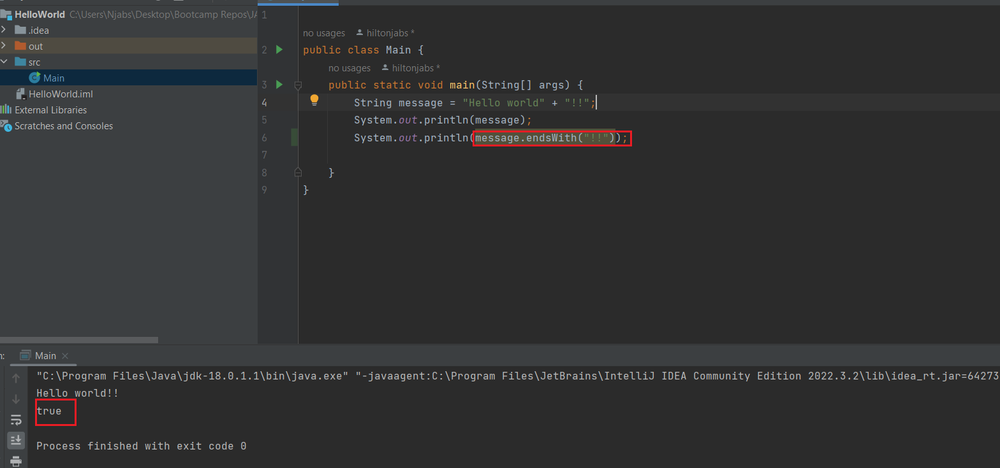 HelloWorld C:\Users\Njabs\Desktop\Bootcamp Repos\JA
.idea
out
src
Main
HelloWorld.iml
External Libraries
Scratches and Consoles
1
no usages hiltonjabs *
2 public class Main {
no usages hiltonjabs *
3 public static void main(String[] args) {
4 String message = "Hello world" + "!!";
5 System.out.println(message);
6 System.out.println(message.endsWith("!!"));
7
8 }
9 }
Main
"C:\Program Files\Java\jdk-18.0.1.1\bin\java.exe" "-javaagent:C:\Program Files\JetBrains\IntelliJ IDEA Community Edition 2022.3.2\lib\idea_rt.jar=64273
Hello world!!
true
Process finished with exit code 0